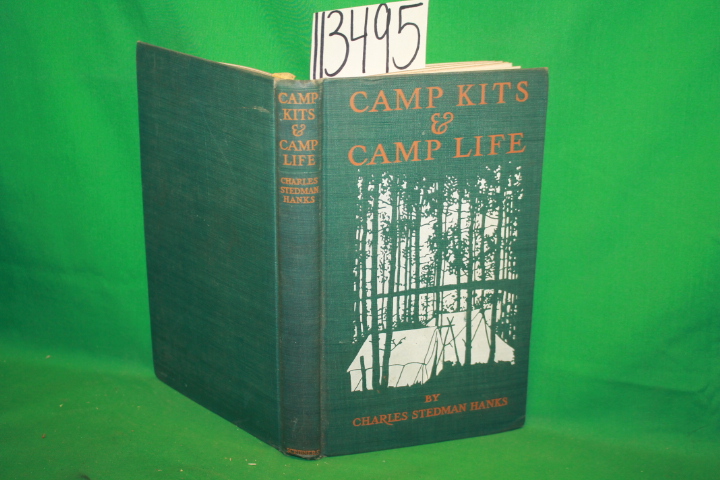 113495
CAMP
KITS
&
CAMP
LIFE
CHARLES
STEDMAN
HANKS
CAMP KITS
&
CAMP LIFE
BY
CHARLES STEDMAN HANKS